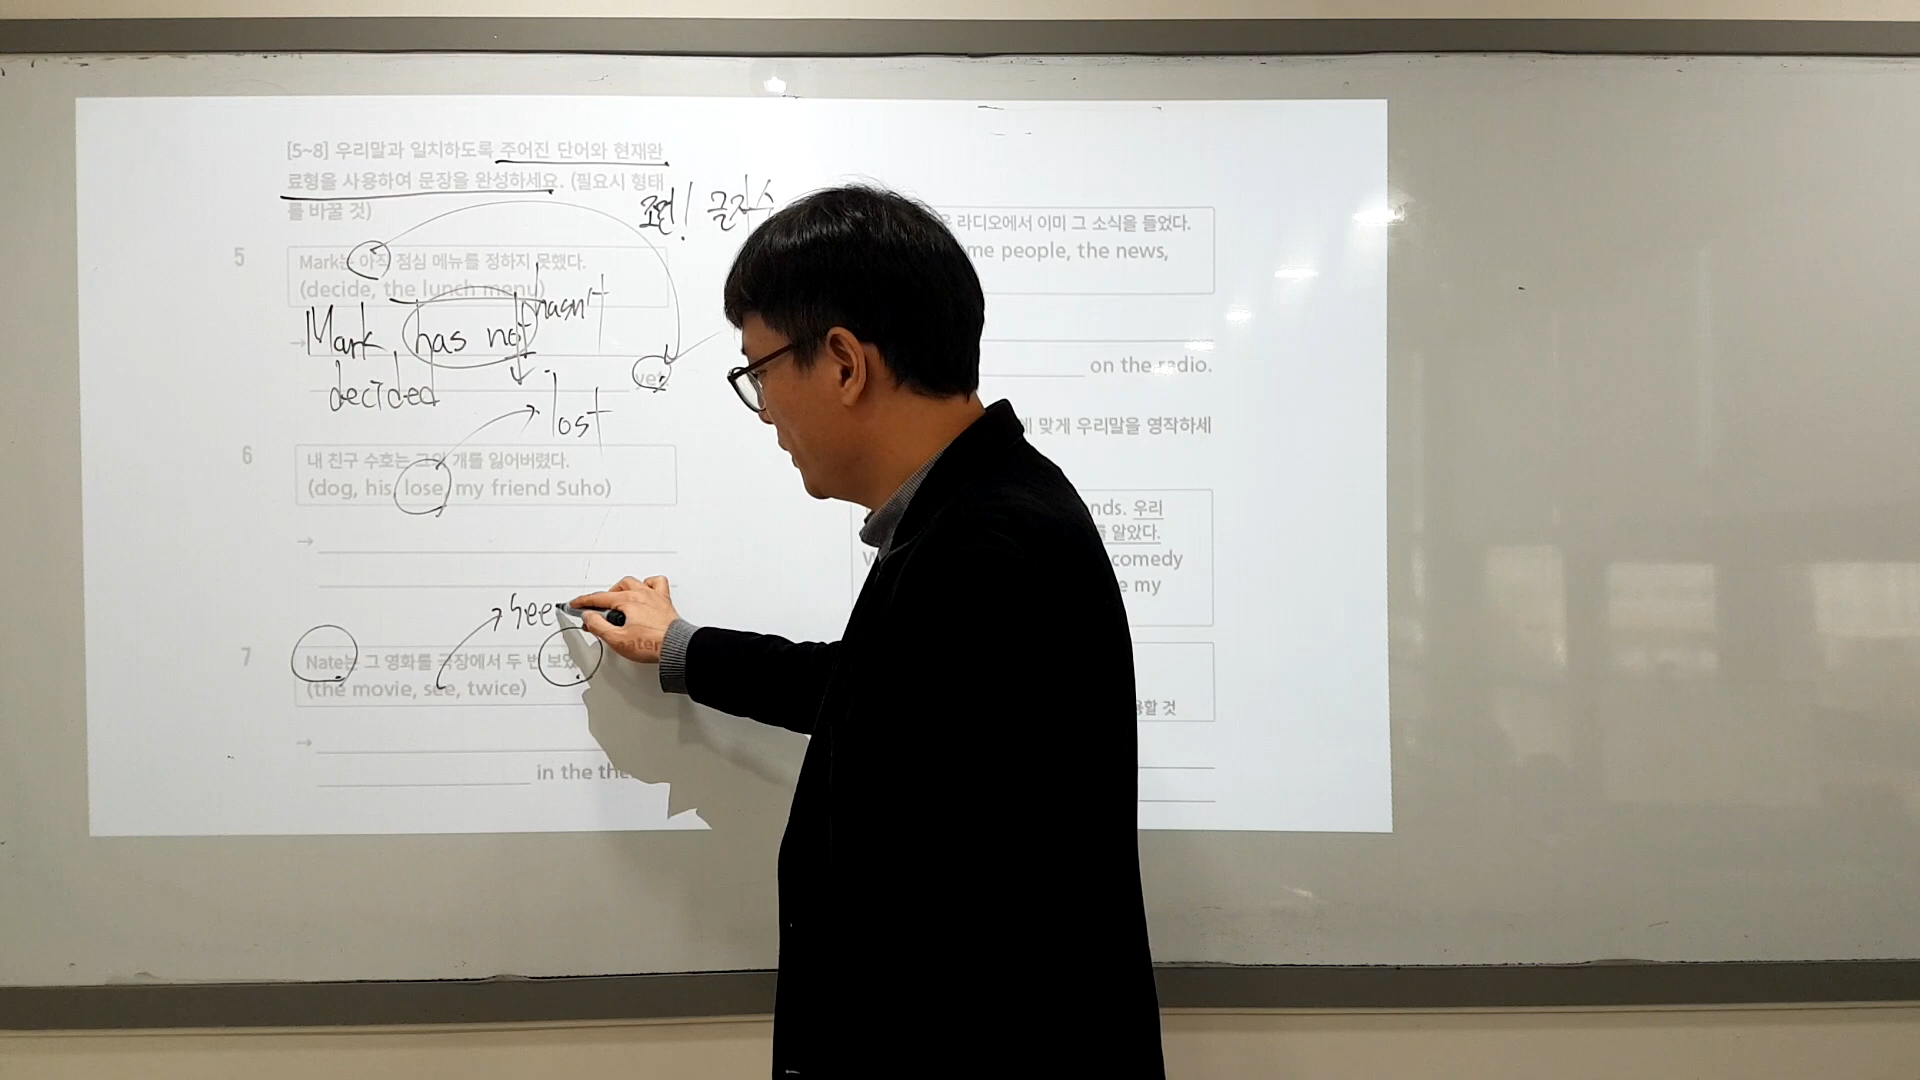 [5~8] 우리말과 일치하도록 주어진 단어와 현재완
료형을 사용하여 문장을 완성하세요. (필요시 형태
를 바꿀 것)
조건! 글자수
5
Mark는 아직 점심 메뉴를 정하지 못했다.
(decide, the lunch menu)
hasn't
→ Mark has not
decided
yet.
lost
6
내 친구 수호는 그의 개를 잃어버렸다.
(dog, his, lose, my friend Suho)
→
→ see
7
Nate는 그 영화를 극장에서 두 번 보았
(the movie, see, twice)
→
in the the
라디오에서 이미 그 소식을 들었다.
me people, the news,
on the radio.
에 맞게 우리말을 영작하세
nds. 우리
를 알았다.
W
comedy
e my
용할 것